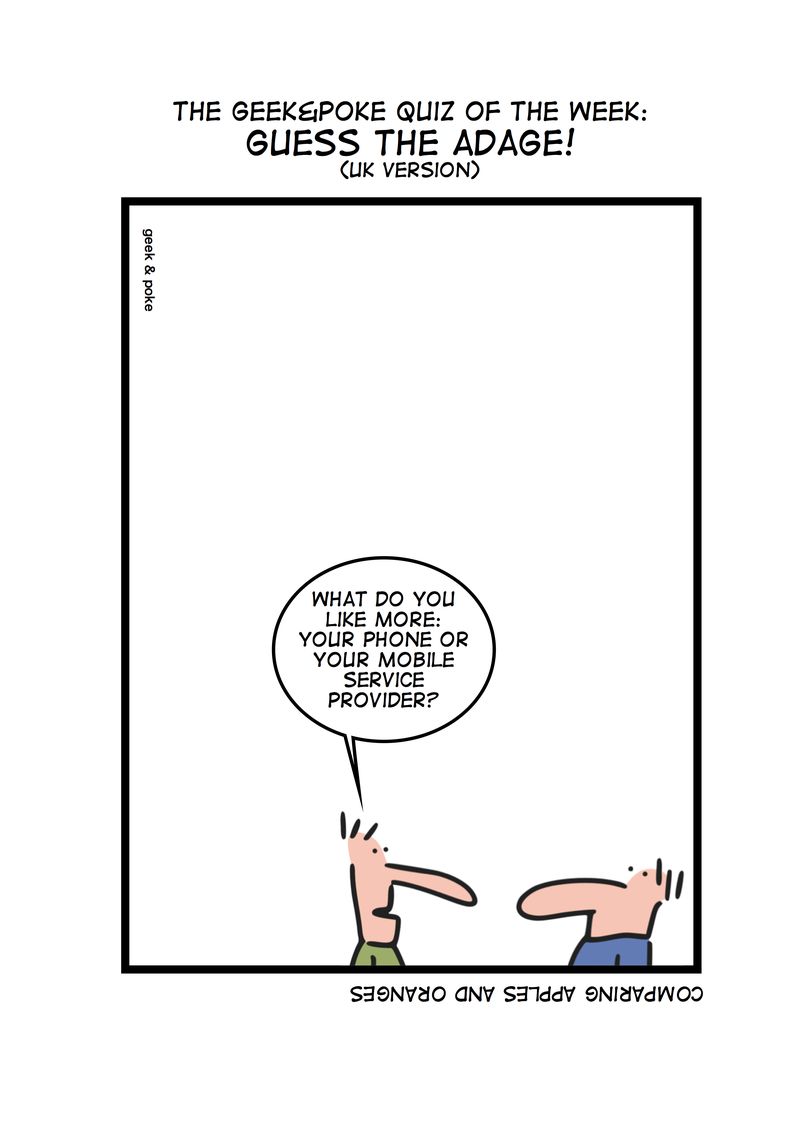 THE GEEK&POKE QUIZ OF THE WEEK:
GUESS THE ADAGE!
(UK VERSION)
geek & poke
WHAT DO YOU
LIKE MORE:
YOUR PHONE OR
YOUR MOBILE
SERVICE
PROVIDER?
COMPARING APPLES AND ORANGES